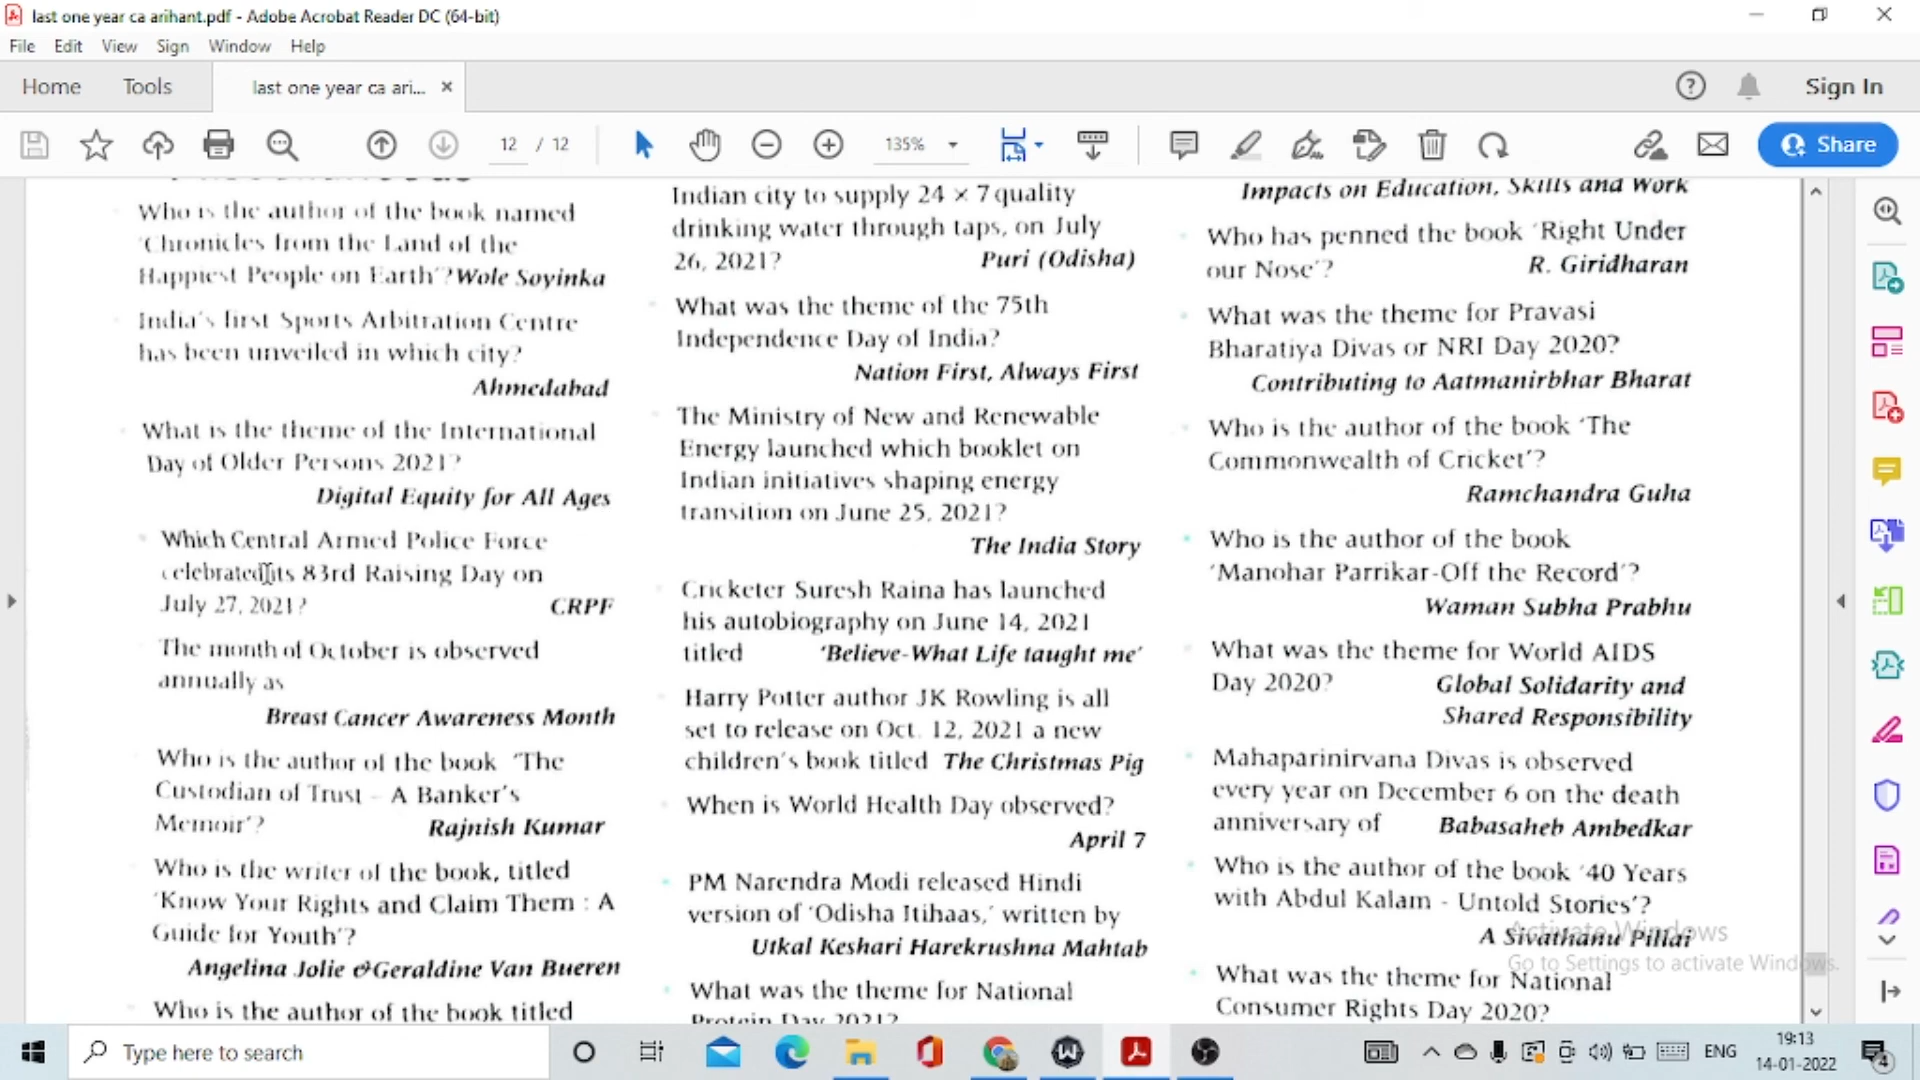 last one year ca arihant.pdf - Adobe Acrobat Reader DC (64-bit)
File Edit View Sign Window Help
Home Tools last one year ca ari... × Sign In
12 / 12 135% Share
Who is the author of the book named
'Chronicles from the Land of the
Happiest People on Earth'? Wole Soyinka
India's first Sports Arbitration Centre
has been unveiled in which city?
Ahmedabad
What is the theme of the International
Day of Older Persons 2021?
Digital Equity for All Ages
Which Central Armed Police Force
celebrated its 83rd Raising Day on
July 27, 2021? CRPF
The month of October is observed
annually as
Breast Cancer Awareness Month
Who is the author of the book 'The
Custodian of Trust – A Banker's
Memoir'? Rajnish Kumar
Who is the writer of the book, titled
'Know Your Rights and Claim Them : A
Guide for Youth'?
Angelina Jolie & Geraldine Van Bueren
Who is the author of the book titled
Indian city to supply 24 × 7 quality
drinking water through taps, on July
26, 2021? Puri (Odisha)
What was the theme of the 75th
Independence Day of India?
Nation First, Always First
The Ministry of New and Renewable
Energy launched which booklet on
Indian initiatives shaping energy
transition on June 25, 2021?
The India Story
Cricketer Suresh Raina has launched
his autobiography on June 14, 2021
titled 'Believe-What Life taught me'
Harry Potter author JK Rowling is all
set to release on Oct. 12, 2021 a new
children's book titled The Christmas Pig
When is World Health Day observed?
April 7
PM Narendra Modi released Hindi
version of 'Odisha Itihaas,' written by
Utkal Keshari Harekrushna Mahtab
What was the theme for National
Protein Day 2021?
Impacts on Education, Skills and Work
Who has penned the book 'Right Under
our Nose'? R. Giridharan
What was the theme for Pravasi
Bharatiya Divas or NRI Day 2020?
Contributing to Aatmanirbhar Bharat
Who is the author of the book 'The
Commonwealth of Cricket'?
Ramchandra Guha
Who is the author of the book
'Manohar Parrikar-Off the Record'?
Waman Subha Prabhu
What was the theme for World AIDS
Day 2020? Global Solidarity and
Shared Responsibility
Mahaparinirvana Divas is observed
every year on December 6 on the death
anniversary of Babasaheb Ambedkar
Who is the author of the book '40 Years
with Abdul Kalam - Untold Stories'?
A Sivathanu Pillai
What was the theme for National
Consumer Rights Day 2020?
Activate Windows
Go to Settings to activate Windows.
Type here to search
ENG 19:13
14-01-2022
4